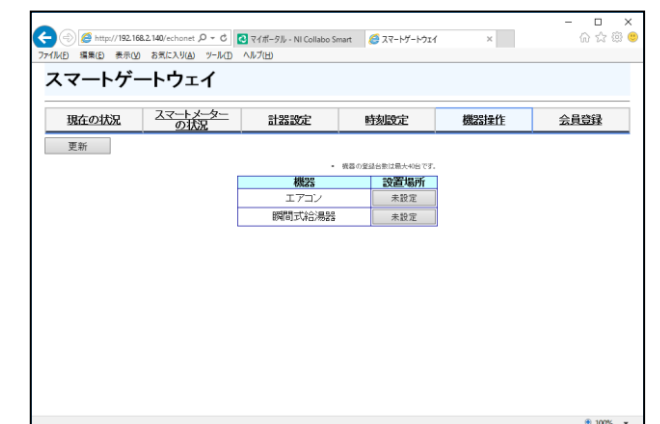 http://192.168.2.140/echonet
マイポータル - NI Collabo Smart
スマートゲートウェイ
ファイル(F) 編集(E) 表示(V) お気に入り(A) ツール(T) ヘルプ(H)
スマートゲートウェイ
現在の状況 スマートメーターの状況 計器設定 時刻設定 機器操作 会員登録
更新
• 機器の登録台数は最大40台です。
機器 設置場所
エアコン 未設定
瞬間式給湯器 未設定
100%